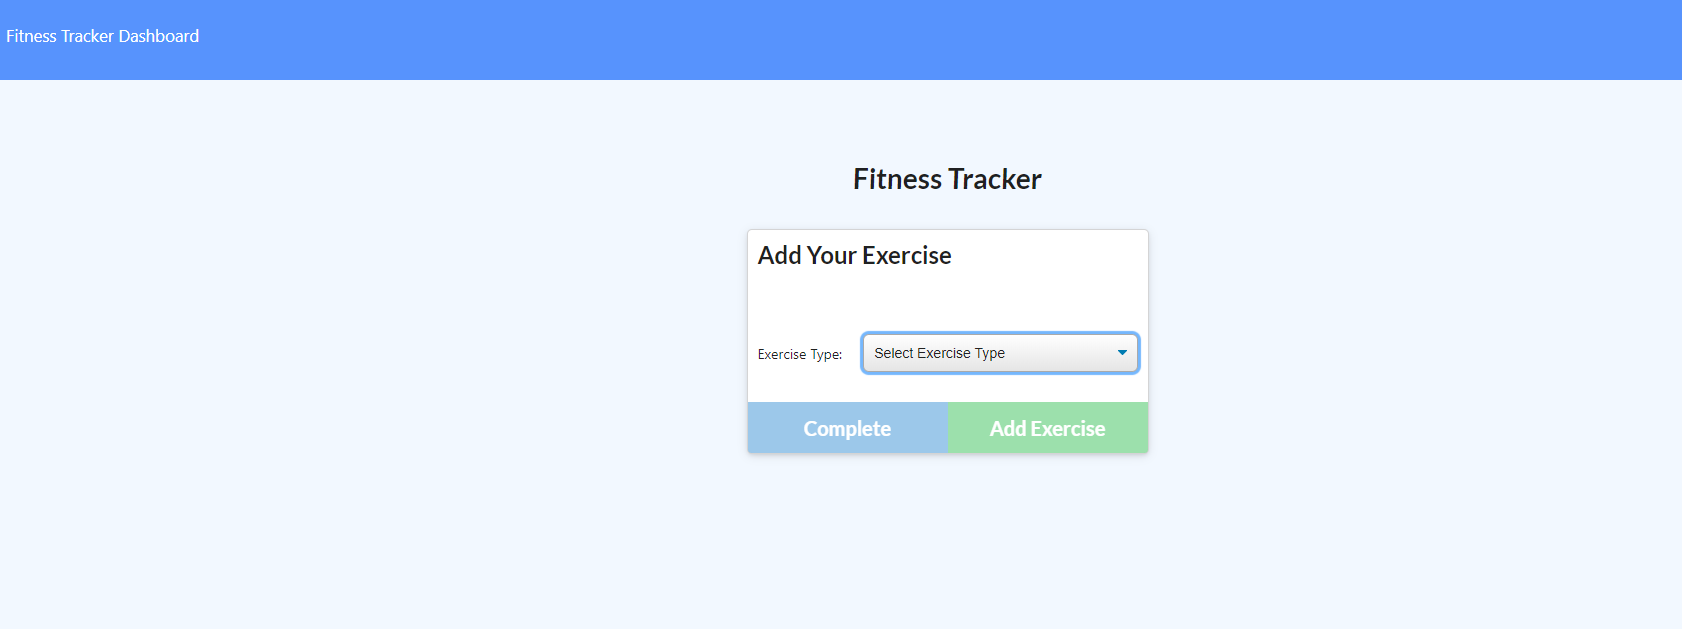 Fitness Tracker Dashboard
Fitness Tracker
Add Your Exercise
Exercise Type: Select Exercise Type
Complete Add Exercise